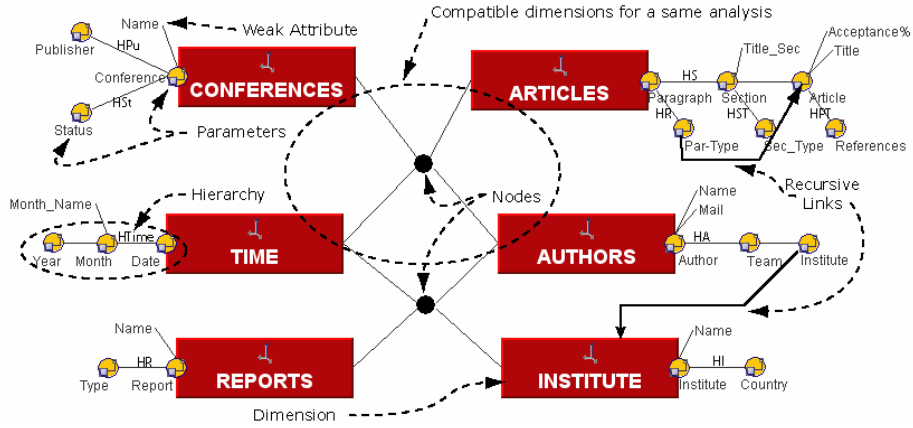 Compatible dimensions for a same analysis
Name
Weak Attribute
Publisher
HPu
Conference
HSt
Status
Parameters
CONFERENCES
ARTICLES
Acceptance%
Title_Sec
Title
HS
Paragraph
Section
Article
HR
HST
HPT
Par-Type
Sec_Type
References
Recursive
Links
Hierarchy
Nodes
Month_Name
HTime
Year
Month
Date
TIME
AUTHORS
Name
Mail
HA
Author
Team
Institute
Name
HR
Type
Report
REPORTS
INSTITUTE
Name
HI
Institute
Country
Dimension